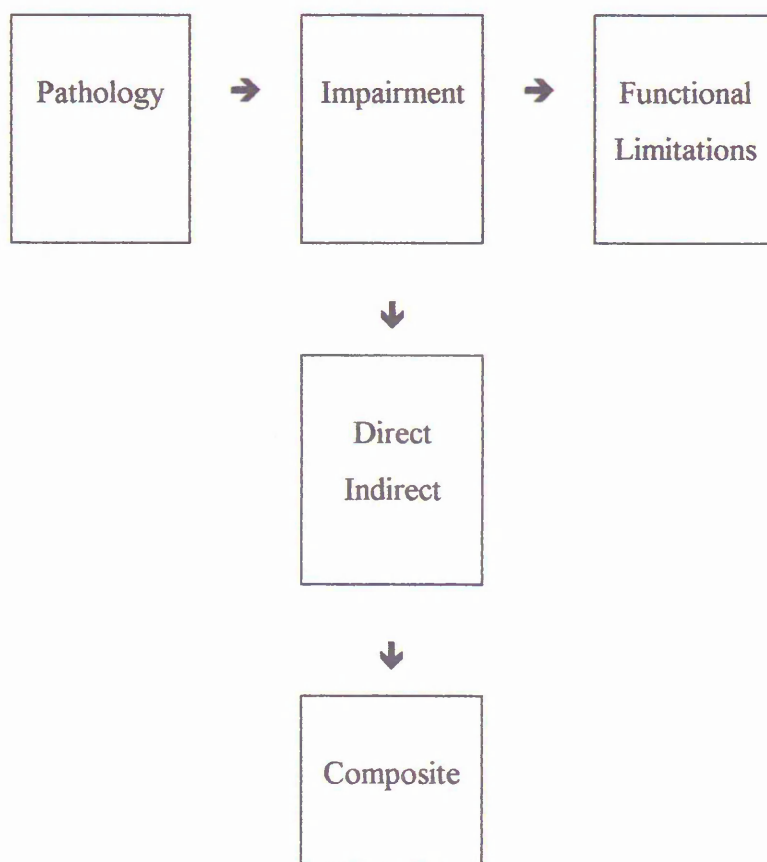 Pathology
Impairment
Functional
Limitations
Direct
Indirect
Composite